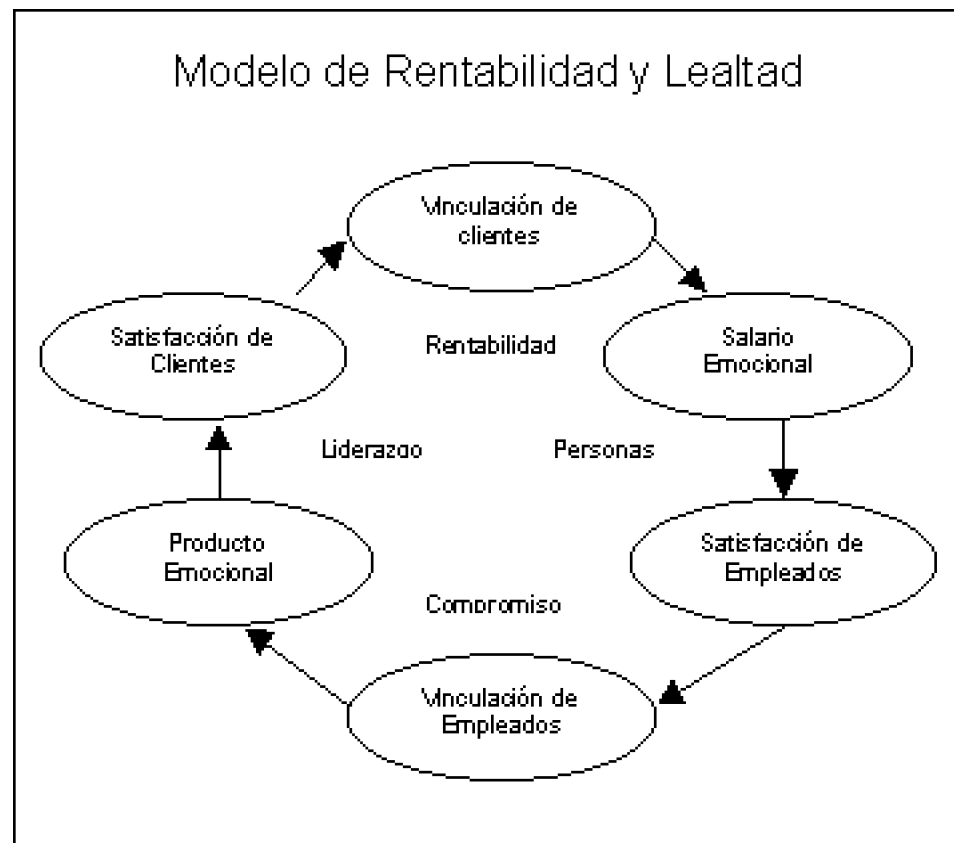 Modelo de Rentabilidad y Lealtad
Vinculación de
clientes
Satisfacción de
Clientes
Rentabilidad
Salario
Emocional
Liderazgo
Personas
Producto
Emocional
Satisfacción de
Empleados
Compromiso
Vinculación de
Empleados